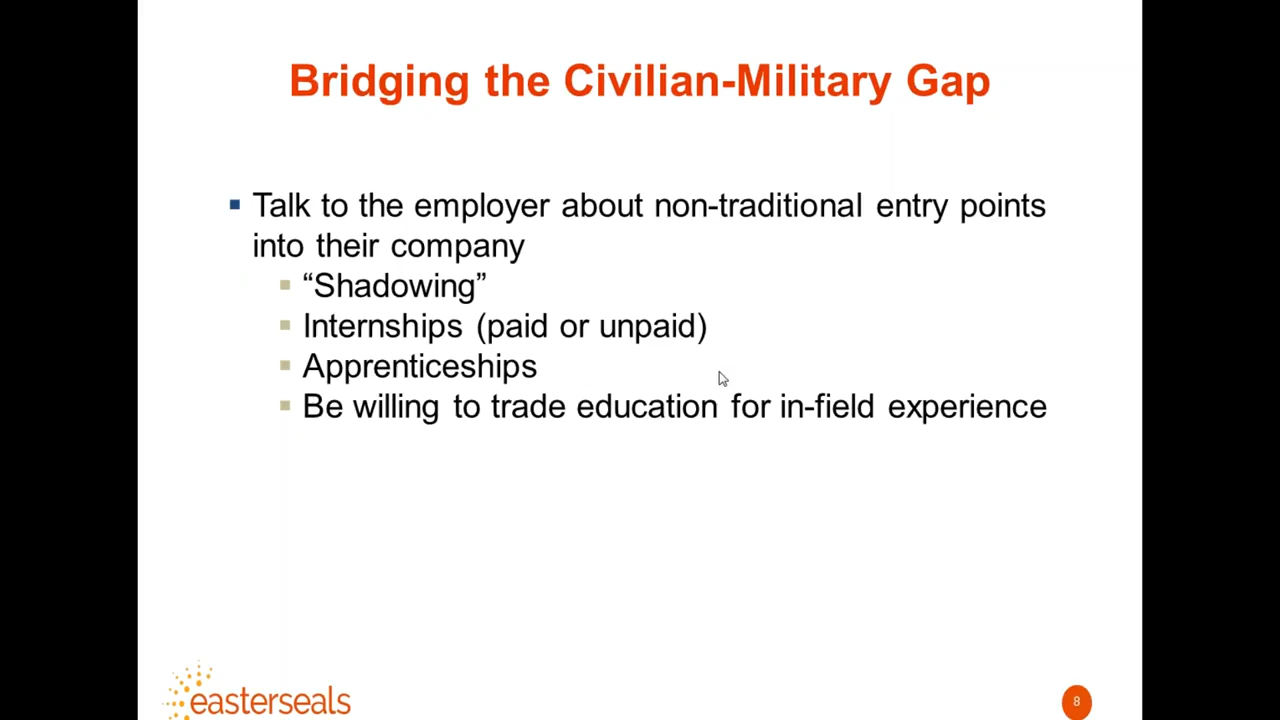 Bridging the Civilian-Military Gap
Talk to the employer about non-traditional entry points
into their company
“Shadowing”
Internships (paid or unpaid)
Apprenticeships
Be willing to trade education for in-field experience
easterseals
8